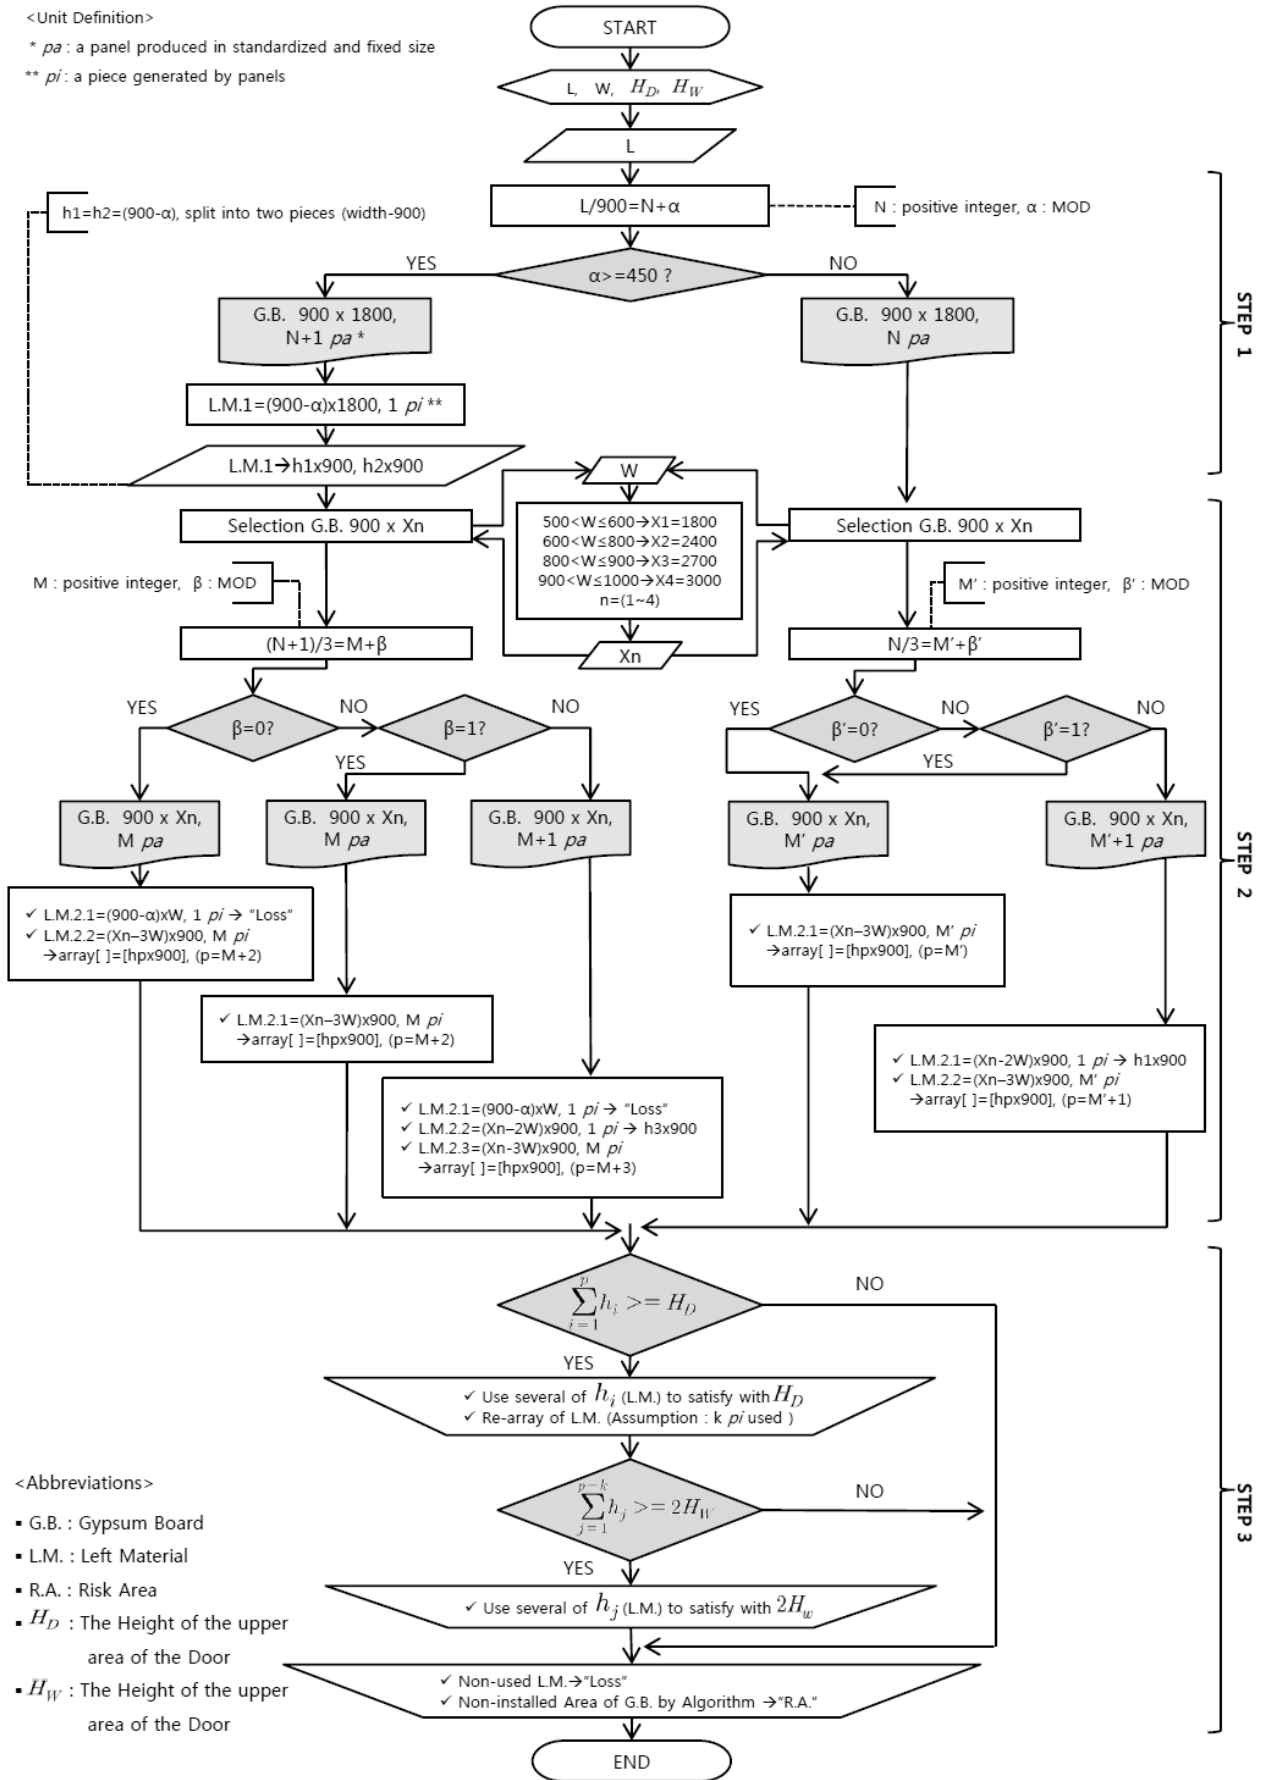 <Unit Definition>
* pa : a panel produced in standardized and fixed size
** pi : a piece generated by panels
START
L, W, H_D, H_W
L
h1=h2=(900-α), split into two pieces (width-900)
L/900=N+α
N : positive integer, α : MOD
α>=450 ?
YES
NO
G.B. 900 x 1800,
N+1 pa *
G.B. 900 x 1800,
N pa
STEP 1
L.M.1=(900-α)x1800, 1 pi **
L.M.1→h1x900, h2x900
W
Selection G.B. 900 x Xn
500<W≤600→X1=1800
600<W≤800→X2=2400
800<W≤900→X3=2700
900<W≤1000→X4=3000
n=(1~4)
Selection G.B. 900 x Xn
M : positive integer, β : MOD
M′ : positive integer, β′ : MOD
(N+1)/3=M+β
Xn
N/3=M′+β′
YES
β=0?
NO
β=1?
NO
YES
YES
β′=0?
NO
β′=1?
NO
YES
G.B. 900 x Xn,
M pa
G.B. 900 x Xn,
M pa
G.B. 900 x Xn,
M+1 pa
G.B. 900 x Xn,
M′ pa
G.B. 900 x Xn,
M′+1 pa
STEP 2
✓ L.M.2.1=(900-α)xW, 1 pi → "Loss"
✓ L.M.2.2=(Xn–3W)x900, M pi
→array[ ]=[hpx900], (p=M+2)
✓ L.M.2.1=(Xn–3W)x900, M′ pi
→array[ ]=[hpx900], (p=M′)
✓ L.M.2.1=(Xn–3W)x900, M pi
→array[ ]=[hpx900], (p=M+2)
✓ L.M.2.1=(Xn-2W)x900, 1 pi → h1x900
✓ L.M.2.2=(Xn–3W)x900, M′ pi
→array[ ]=[hpx900], (p=M′+1)
✓ L.M.2.1=(900-α)xW, 1 pi → "Loss"
✓ L.M.2.2=(Xn–2W)x900, 1 pi → h3x900
✓ L.M.2.3=(Xn-3W)x900, M pi
→array[ ]=[hpx900], (p=M+3)
∑_{i=1}^{p} h_i >= H_D
NO
YES
✓ Use several of h_i (L.M.) to satisfy with H_D
✓ Re-array of L.M. (Assumption : k pi used )
∑_{j=1}^{p-k} h_j >= 2H_W
NO
YES
STEP 3
✓ Use several of h_j (L.M.) to satisfy with 2H_w
✓ Non-used L.M.→"Loss"
✓ Non-installed Area of G.B. by Algorithm →"R.A."
END
<Abbreviations>
▪ G.B. : Gypsum Board
▪ L.M. : Left Material
▪ R.A. : Risk Area
▪ H_D : The Height of the upper
area of the Door
▪ H_W : The Height of the upper
area of the Door